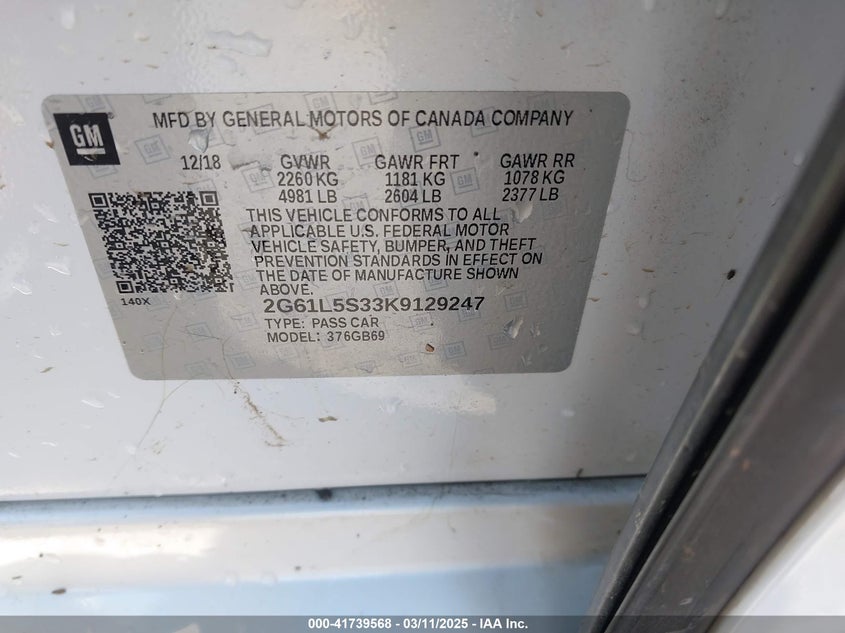 GM
MFD BY GENERAL MOTORS OF CANADA COMPANY
12/18 GVWR GAWR FRT GAWR RR
2260 KG 1181 KG 1078 KG
4981 LB 2604 LB 2377 LB
THIS VEHICLE CONFORMS TO ALL
APPLICABLE U.S. FEDERAL MOTOR
VEHICLE SAFETY, BUMPER, AND THEFT
PREVENTION STANDARDS IN EFFECT ON
THE DATE OF MANUFACTURE SHOWN
ABOVE.
140X
2G61L5S33K9129247
TYPE: PASS CAR
MODEL: 376GB69
000-41739568 - 03/11/2025 - IAA Inc.